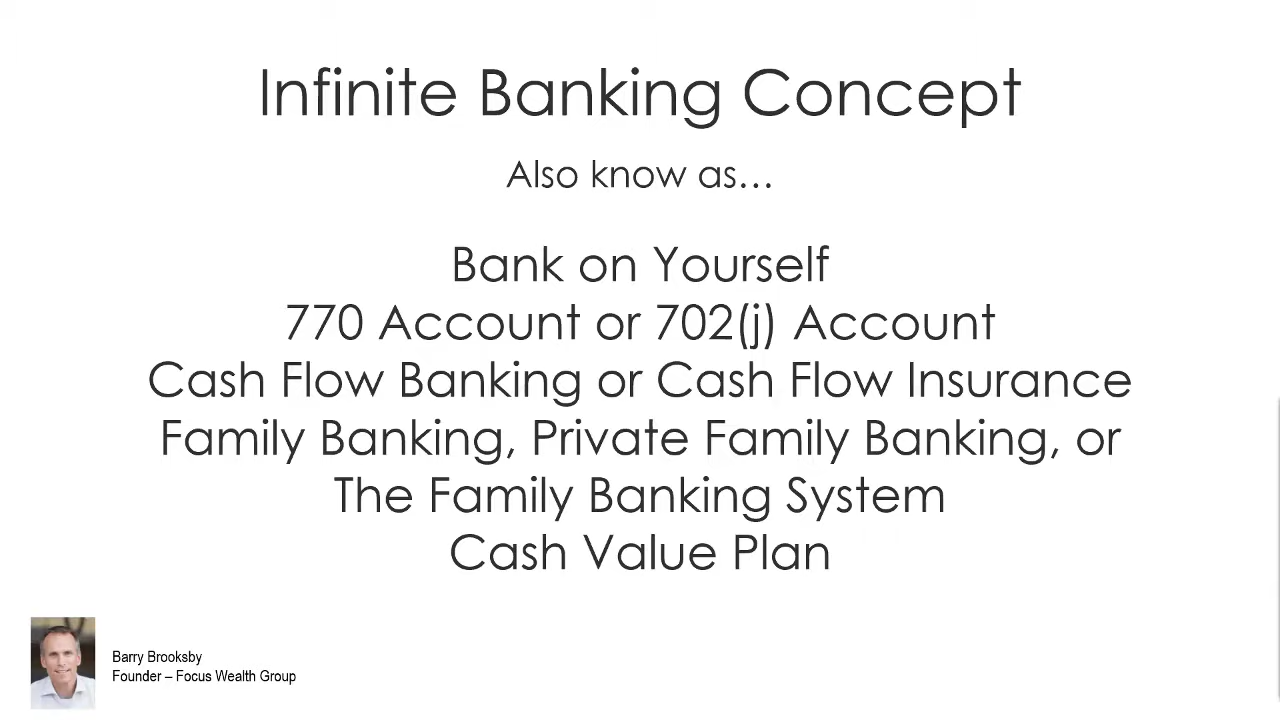 Infinite Banking Concept
Also know as...
Bank on Yourself
770 Account or 702(j) Account
Cash Flow Banking or Cash Flow Insurance
Family Banking, Private Family Banking, or
The Family Banking System
Cash Value Plan
Barry Brooksby
Founder – Focus Wealth Group